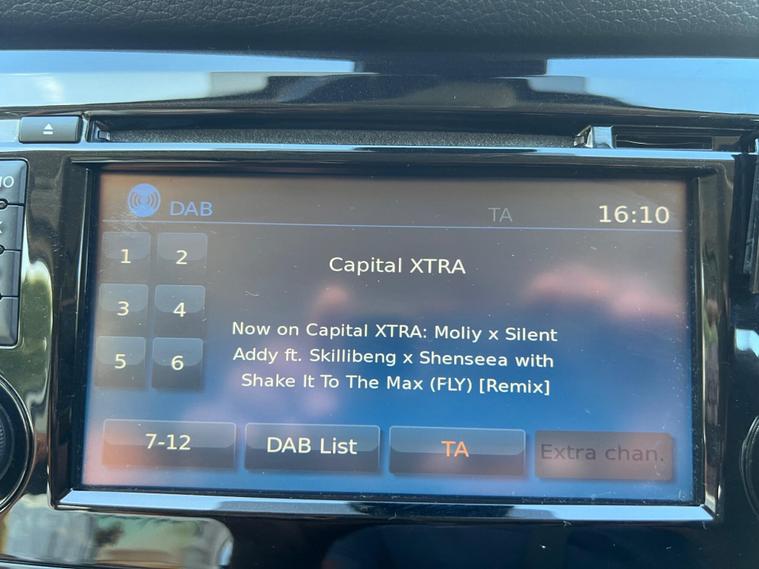 DAB
TA
16:10
1 2
3 4
5 6
Capital XTRA
Now on Capital XTRA: Moliy x Silent
Addy ft. Skillibeng x Shenseea with
Shake It To The Max (FLY) [Remix]
7-12
DAB List
TA
Extra chan.